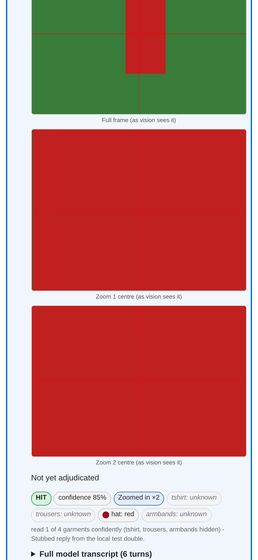 Full frame (as vision sees it)
Zoom 1 centre (as vision sees it)
Zoom 2 centre (as vision sees it)
Not yet adjudicated
HIT confidence 85% Zoomed in ×2 tshirt: unknown
trousers: unknown hat: red armbands: unknown
read 1 of 4 garments confidently (tshirt, trousers, armbands hidden) -
Stubbed reply from the local test double.
Full model transcript (6 turns)